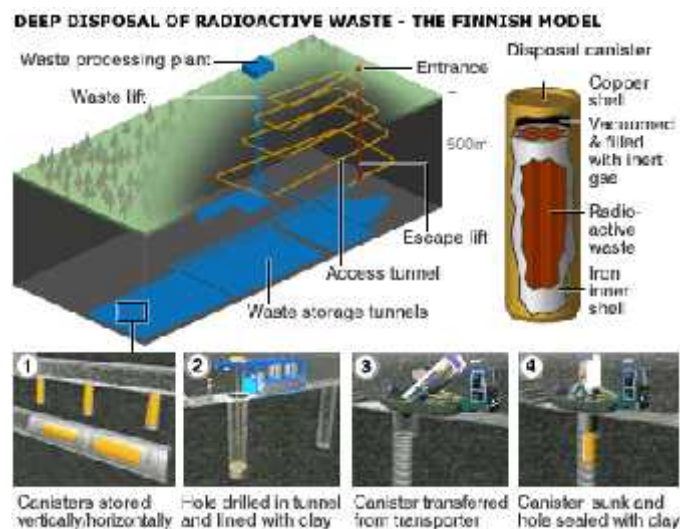 DEEP DISPOSAL OF RADIOACTIVE WASTE - THE FINNISH MODEL
Waste processing plant
Waste lift
Entrance
500m
Escape lift
Access tunnel
Waste storage tunnels
Disposal canister
Copper
shell
Vacuumed
& filled
with inert
gas
Radio-
active
waste
Iron
inner
shell
1
2
3
4
Canisters stored
vertically/horizontally
Hole drilled in tunnel
and lined with clay
Canister transferred
from transporter
Canister sunk and
hole sealed with clay